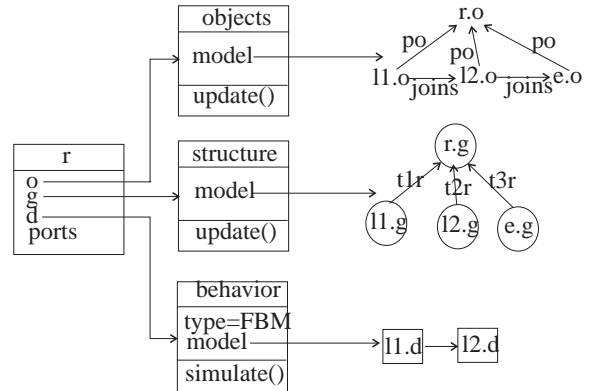 objects
model
update()
r.o
po
po
po
l1.o
joins
l2.o
joins
e.o
r
o
g
d
ports
structure
model
update()
r.g
t1r
t2r
t3r
l1.g
l2.g
e.g
behavior
type=FBM
model
simulate()
l1.d
l2.d